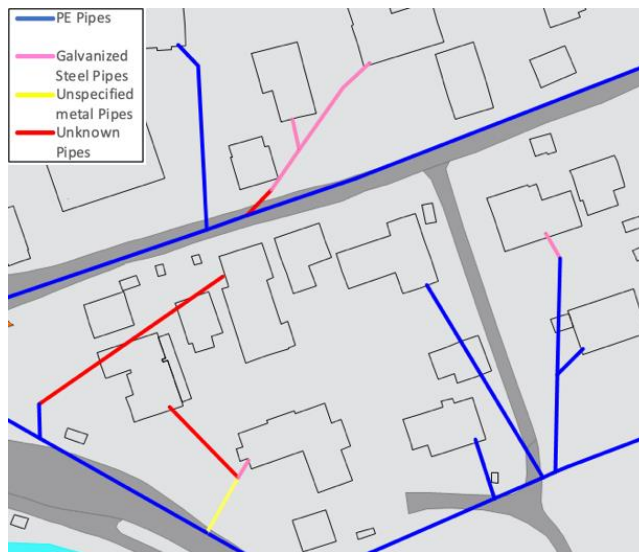 PE Pipes
Galvanized
Steel Pipes
Unspecified
metal Pipes
Unknown
Pipes